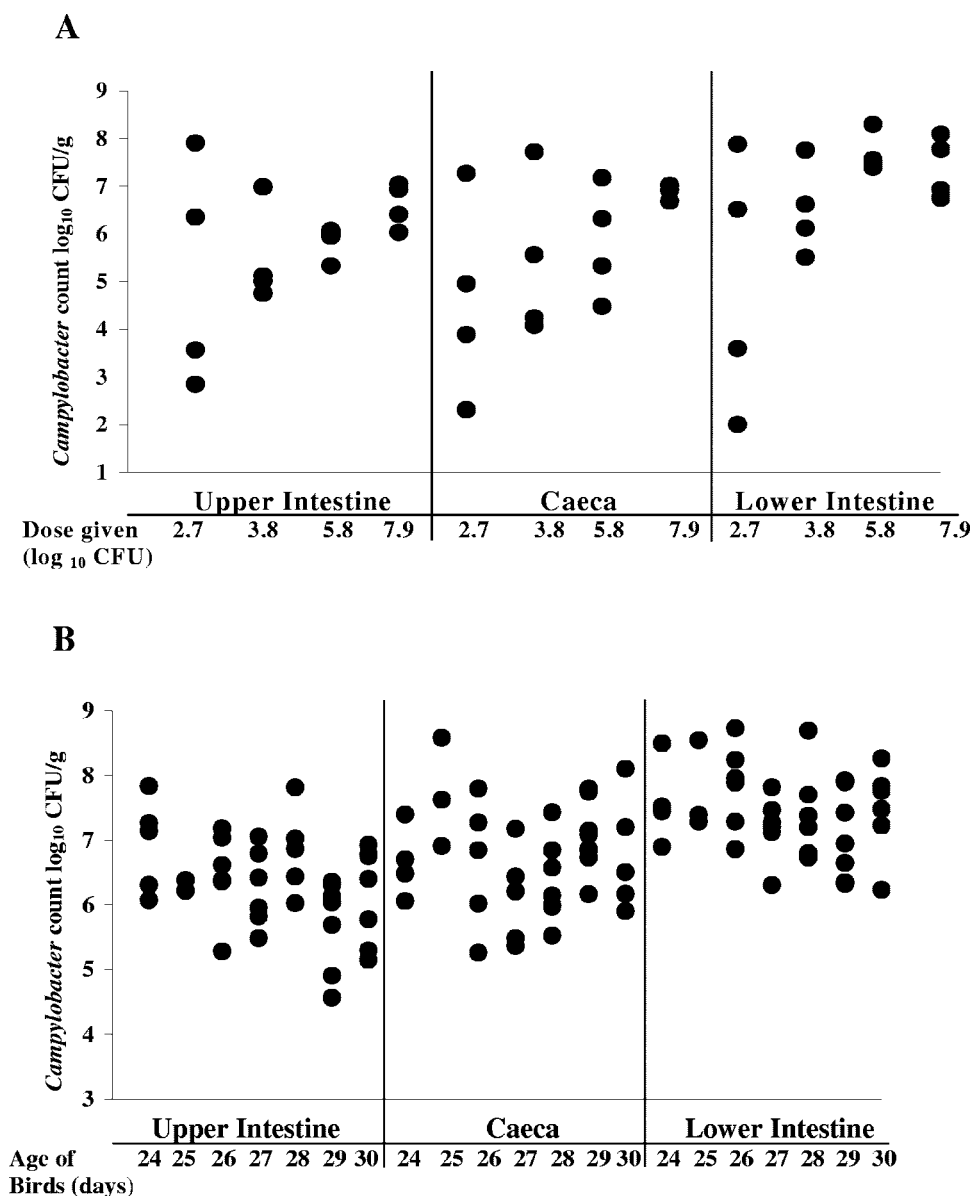 A
9
8
7
6
5
4
3
2
1
Campylobacter count log10 CFU/g
Upper Intestine Caeca Lower Intestine
Dose given 2.7 3.8 5.8 7.9 2.7 3.8 5.8 7.9 2.7 3.8 5.8 7.9
(log 10 CFU)
B
9
8
7
6
5
4
3
Campylobacter count log10 CFU/g
Upper Intestine Caeca Lower Intestine
Age of 24 25 26 27 28 29 30 24 25 26 27 28 29 30 24 25 26 27 28 29 30
Birds (days)